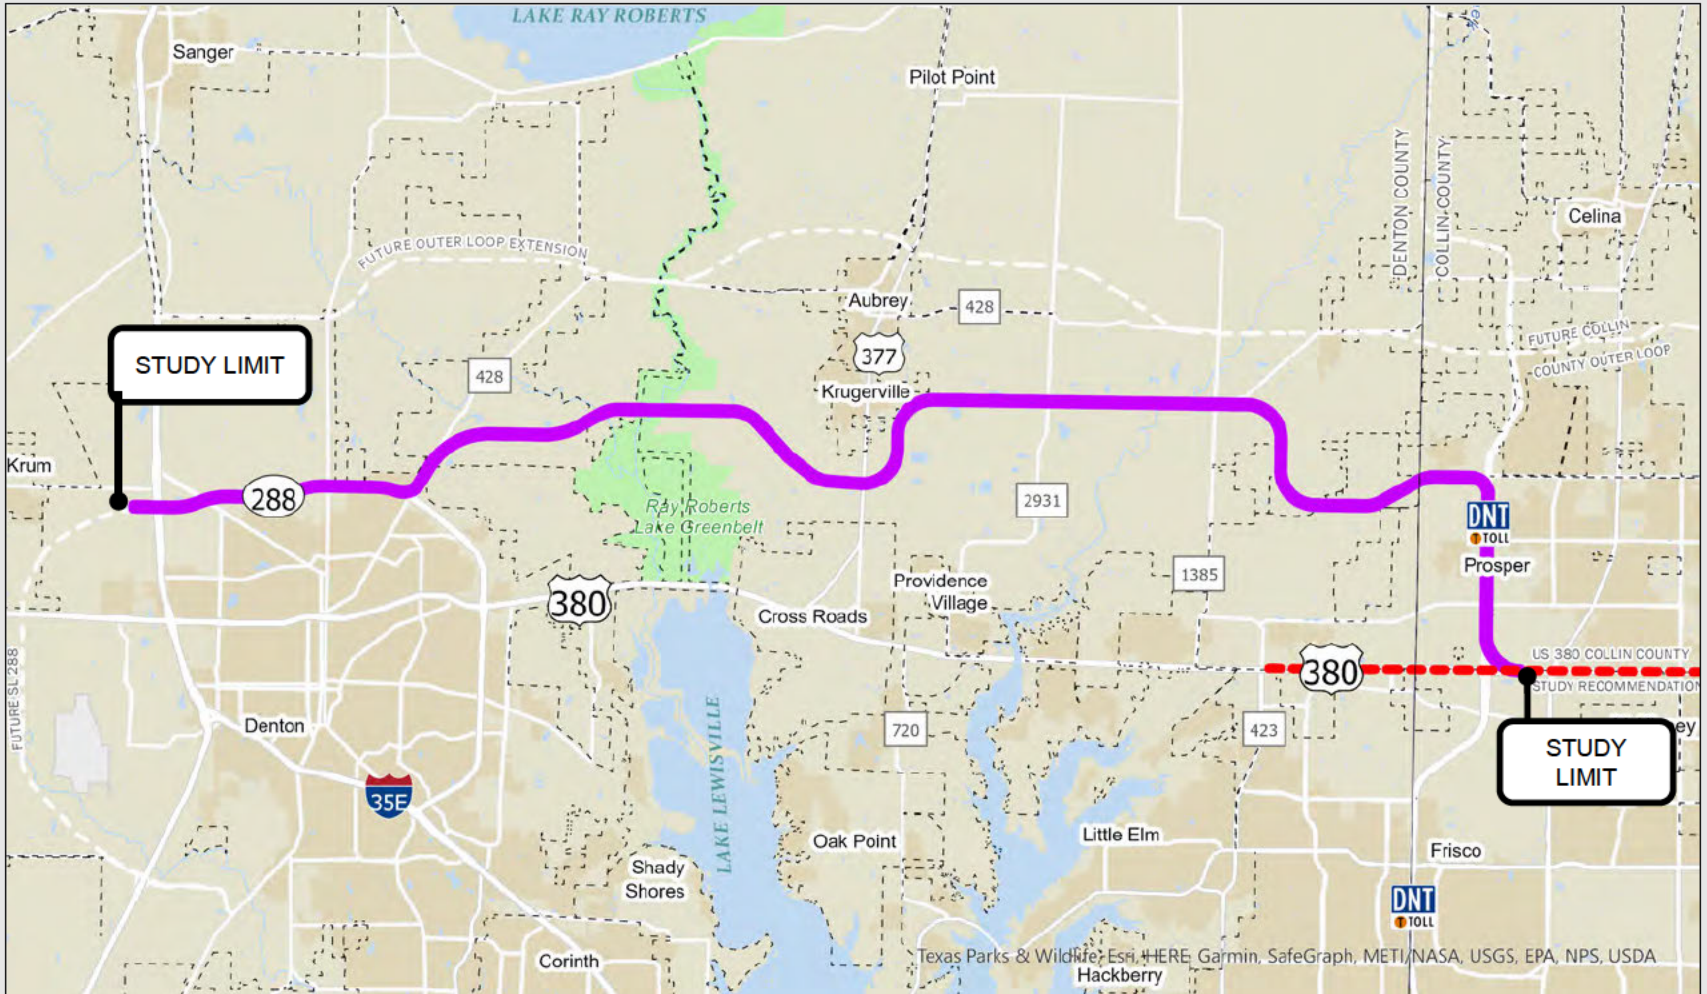 LAKE RAY ROBERTS
Sanger
Pilot Point
DENTON COUNTY
COLLIN COUNTY
Celina
FUTURE OUTER LOOP EXTENSION
Aubrey
428
FUTURE COLLIN
COUNTY OUTER LOOP
STUDY LIMIT
377
428
Krugerville
Krum
288
2931
Ray Roberts
Lake Greenbelt
DNT
T TOLL
Prosper
1385
Providence
Village
380
Cross Roads
FUTURE SL 288
US 380 COLLIN COUNTY
STUDY RECOMMENDATION
380
Denton
LAKE LEWISVILLE
720
423
STUDY
LIMIT
ey
35E
Little Elm
Oak Point
Frisco
Shady
Shores
DNT
T TOLL
Corinth
Texas Parks & Wildlife, Esri, HERE, Garmin, SafeGraph, METI/NASA, USGS, EPA, NPS, USDA
Hackberry